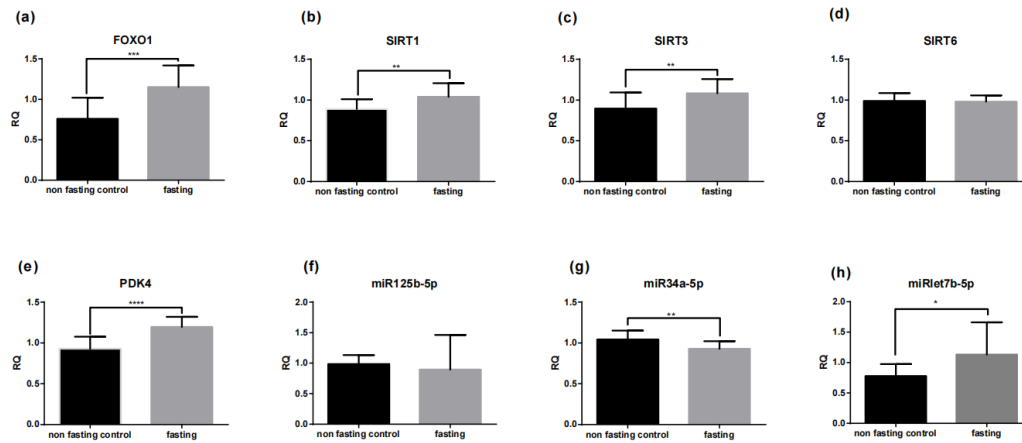 (a)
FOXO1
***
1.5
1.0
0.5
0.0
RQ
non fasting control fasting
(b)
SIRT1
**
1.5
1.0
0.5
0.0
RQ
non fasting control fasting
(c)
SIRT3
**
1.5
1.0
0.5
0.0
RQ
non fasting control fasting
(d)
SIRT6
1.5
1.0
0.5
0.0
RQ
non fasting control fasting
(e)
PDK4
****
1.5
1.0
0.5
0.0
RQ
non fasting control fasting
(f)
miR125b-5p
2.0
1.5
1.0
0.5
0.0
RQ
non fasting control fasting
(g)
miR34a-5p
**
1.5
1.0
0.5
0.0
RQ
non fasting control fasting
(h)
miRlet7b-5p
*
2.0
1.5
1.0
0.5
0.0
RQ
non fasting control fasting